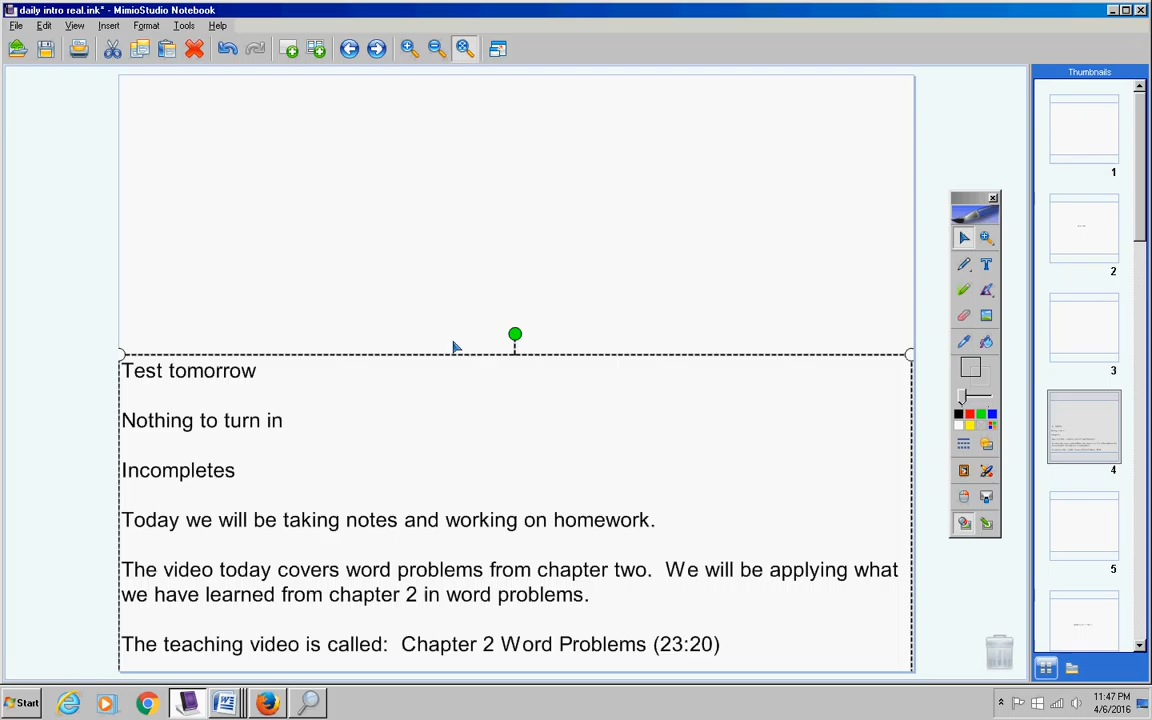 daily intro real.ink* - MimioStudio Notebook
File Edit View Insert Format Tools Help
Thumbnails
1
2
3
4
5
Test tomorrow
Nothing to turn in
Incompletes
Today we will be taking notes and working on homework.
The video today covers word problems from chapter two.  We will be applying what
we have learned from chapter 2 in word problems.
The teaching video is called:  Chapter 2 Word Problems (23:20)
Start
11:47 PM
4/6/2016